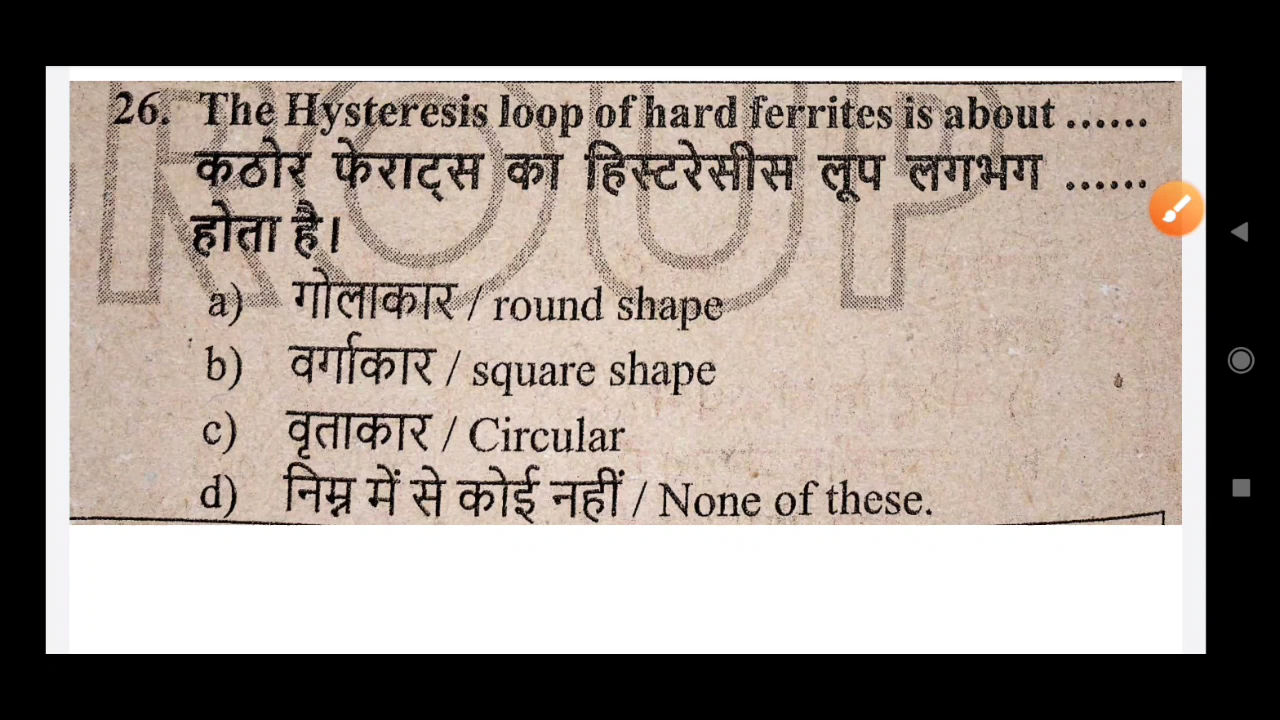 26. The Hysteresis loop of hard ferrites is about ......
कठोर फेराट्स का हिस्टरेसीस लूप लगभग ......
होता है।
a) गोलाकार / round shape
b) वर्गाकार / square shape
c) वृताकार / Circular
d) निम्न में से कोई नहीं / None of these.
ROUP